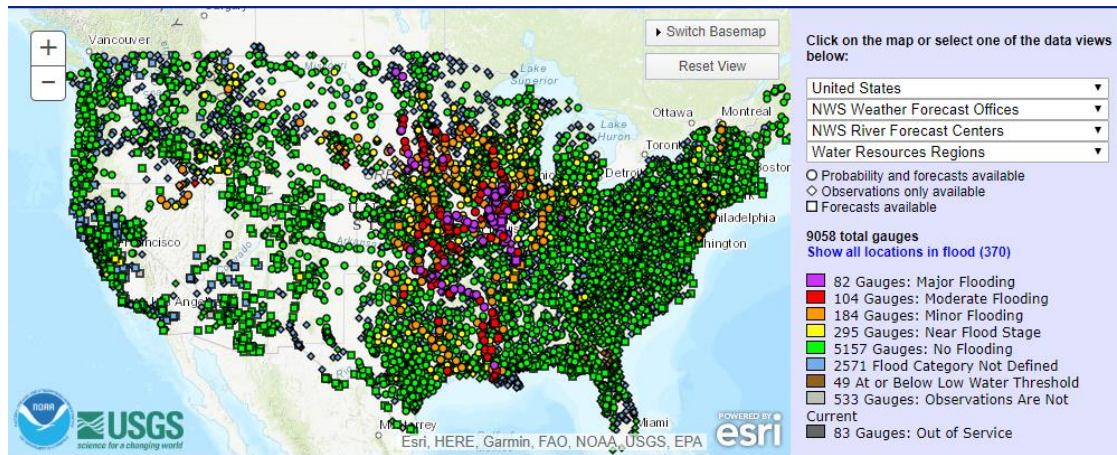 Vancouver
+
−
Missouri
Lake
Superior
Ottawa
Montreal
Lake
Huron
Toronto
Detroit
Boston
Philadelphia
Arkansas
Colorado
Miami
Monterrey
Switch Basemap
Reset View
NOAA
USGS
science for a changing world
Esri, HERE, Garmin, FAO, NOAA, USGS, EPA
POWERED BY
esri
Click on the map or select one of the data views
below:
United States
NWS Weather Forecast Offices
NWS River Forecast Centers
Water Resources Regions
Probability and forecasts available
Observations only available
Forecasts available
9058 total gauges
Show all locations in flood (370)
82 Gauges: Major Flooding
104 Gauges: Moderate Flooding
184 Gauges: Minor Flooding
295 Gauges: Near Flood Stage
5157 Gauges: No Flooding
2571 Flood Category Not Defined
49 At or Below Low Water Threshold
533 Gauges: Observations Are Not
Current
83 Gauges: Out of Service